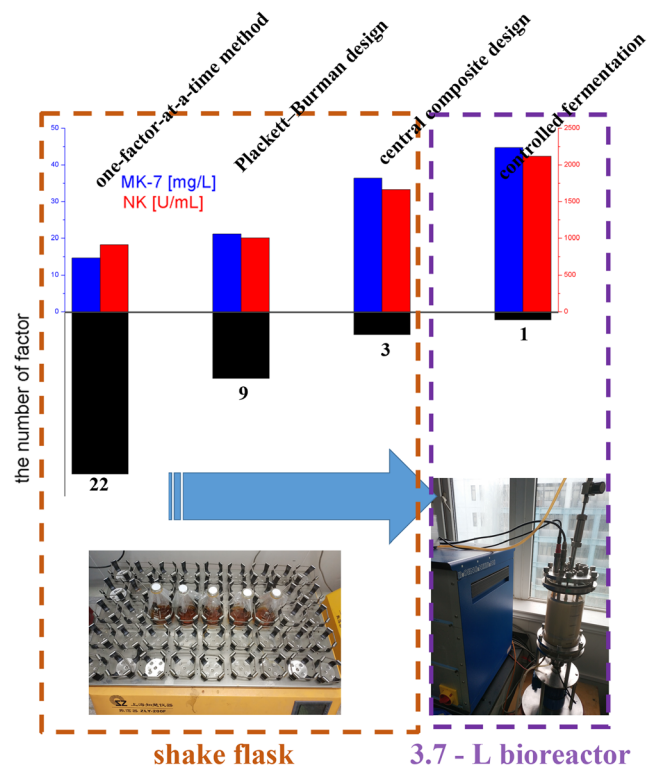 one-factor-at-a-time method
Plackett–Burman design
central composite design
controlled fermentation
50
40
30
20
10
0
MK-7 [mg/L]
NK [U/mL]
2500
2000
1500
1000
500
0
the number of factor
22
9
3
1
shake flask
3.7 - L bioreactor